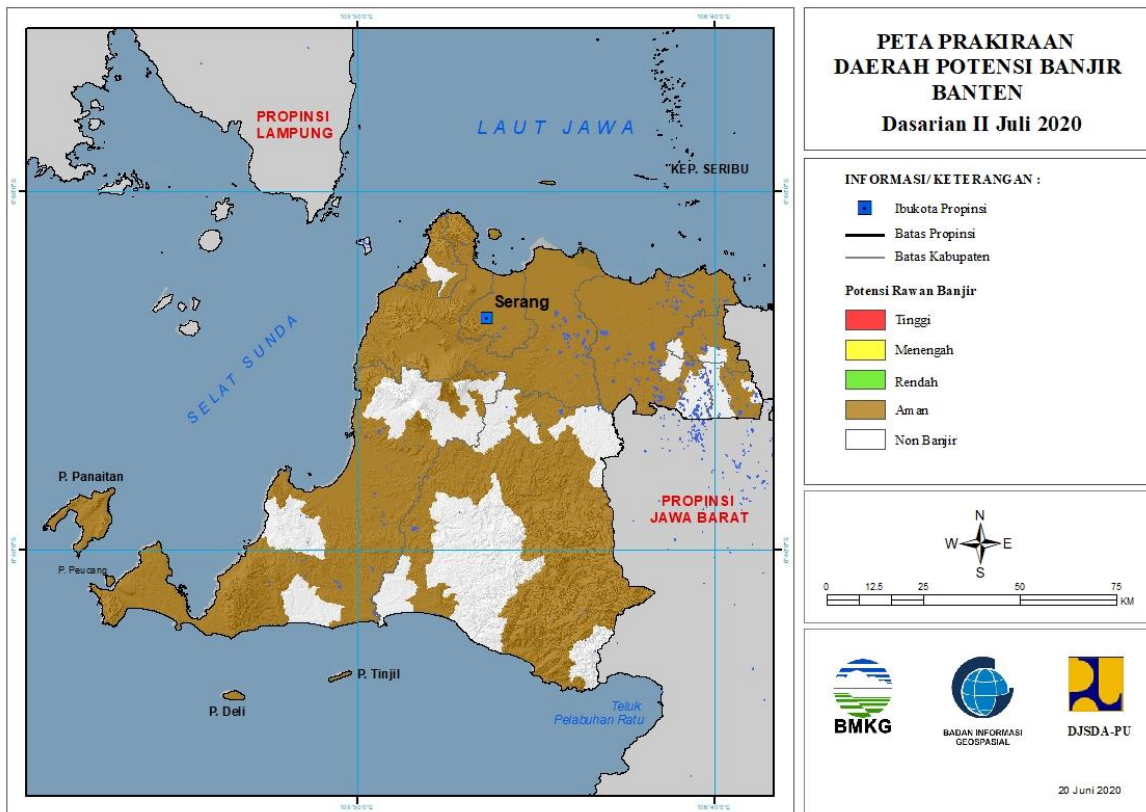 PETA PRAKIRAAN
DAERAH POTENSI BANJIR
BANTEN
Dasarian II Juli 2020
INFORMASI/ KETERANGAN :
Ibukota Propinsi
Batas Propinsi
Batas Kabupaten
Potensi Rawan Banjir
Tinggi
Menengah
Rendah
Aman
Non Banjir
N
W E
S
0 12.5 25 50 75
KM
BMKG
BADAN INFORMASI
GEOSPASIAL
DJSDA-PU
20 Juni 2020
PROPINSI
LAMPUNG
LAUT JAWA
KEP. SERIBU
Serang
SELAT SUNDA
P. Panaitan
P. Peucang
PROPINSI
JAWA BARAT
P. Tinjil
P. Deli
Teluk
Pelabuhan Ratu